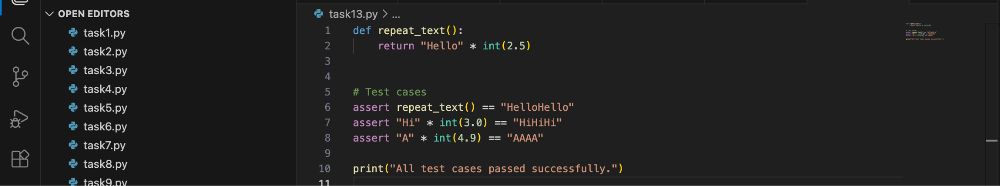 OPEN EDITORS
task1.py
task2.py
task3.py
task4.py
task5.py
task6.py
task7.py
task8.py
task9.py
task13.py > ...
1 def repeat_text():
2     return "Hello" * int(2.5)
3
4
5 # Test cases
6 assert repeat_text() == "HelloHello"
7 assert "Hi" * int(3.0) == "HiHiHi"
8 assert "A" * int(4.9) == "AAAA"
9
10 print("All test cases passed successfully.")
11